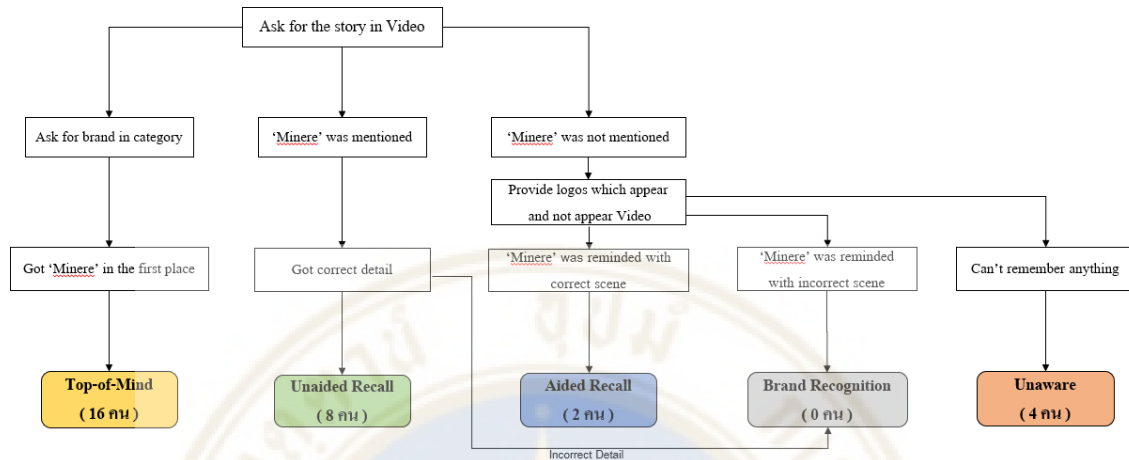 Ask for the story in Video
Ask for brand in category
‘Minere’ was mentioned
‘Minere’ was not mentioned
Provide logos which appear
and not appear Video
Got ‘Minere’ in the first place
Got correct detail
‘Minere’ was reminded with
correct scene
‘Minere’ was reminded
with incorrect scene
Can’t remember anything
Top-of-Mind
( 16 คน )
Unaided Recall
( 8 คน )
Aided Recall
( 2 คน )
Brand Recognition
( 0 คน )
Unaware
( 4 คน )
Incorrect Detail